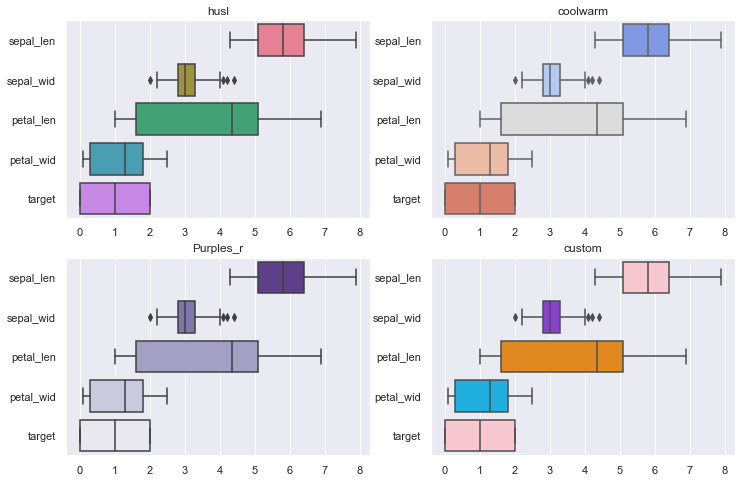 husl
coolwarm
sepal_len
sepal_wid
petal_len
petal_wid
target
0 1 2 3 4 5 6 7 8
sepal_len
sepal_wid
petal_len
petal_wid
target
0 1 2 3 4 5 6 7 8
Purples_r
custom
sepal_len
sepal_wid
petal_len
petal_wid
target
0 1 2 3 4 5 6 7 8
sepal_len
sepal_wid
petal_len
petal_wid
target
0 1 2 3 4 5 6 7 8